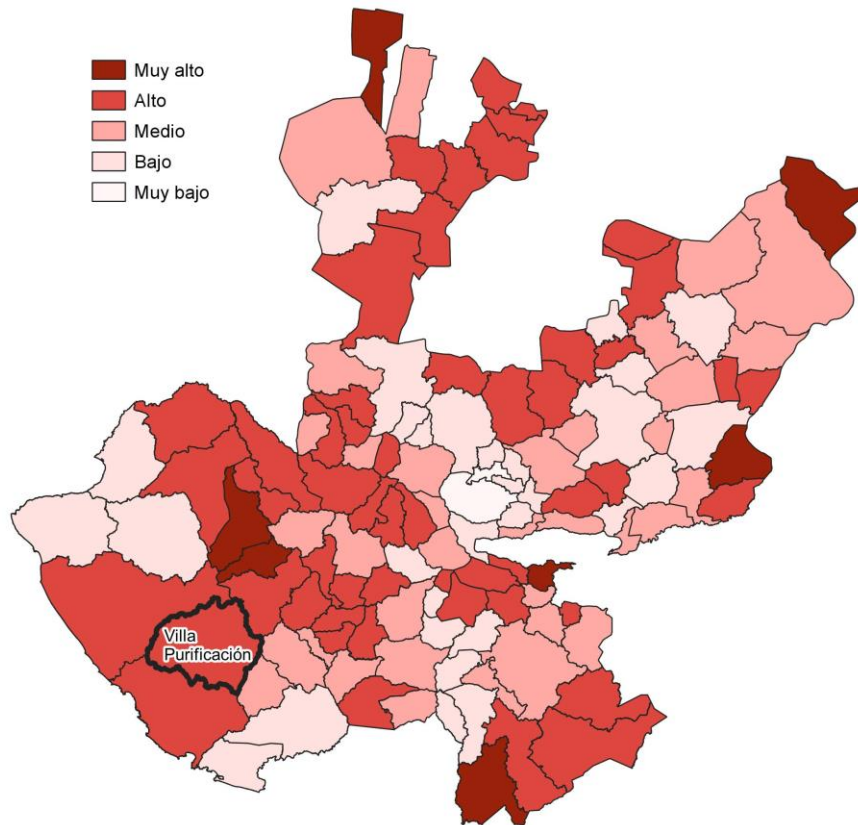 Muy alto
Alto
Medio
Bajo
Muy bajo
Villa
Purificación